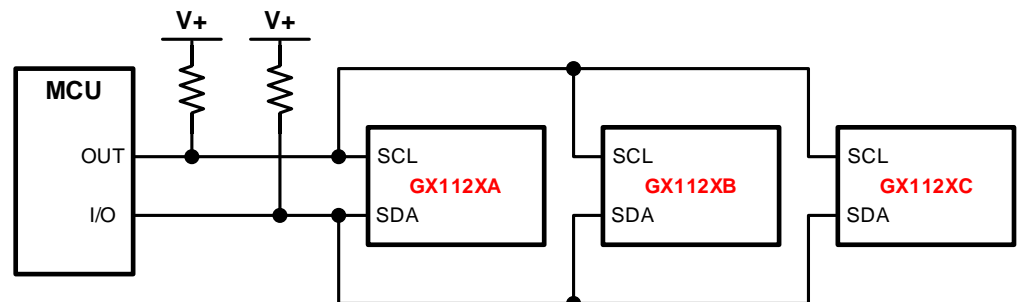 V+ V+
MCU
OUT SCL SCL SCL
GX112XA GX112XB GX112XC
I/O SDA SDA SDA